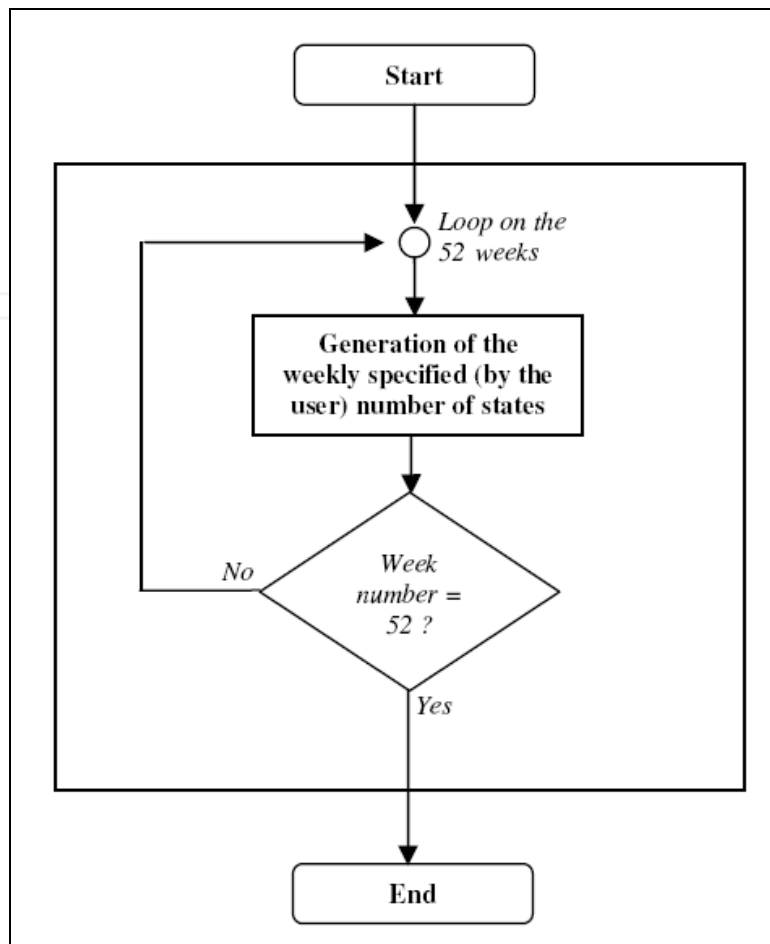 Start
Loop on the
52 weeks
Generation of the
weekly specified (by the
user) number of states
Week
number =
52 ?
No
Yes
End